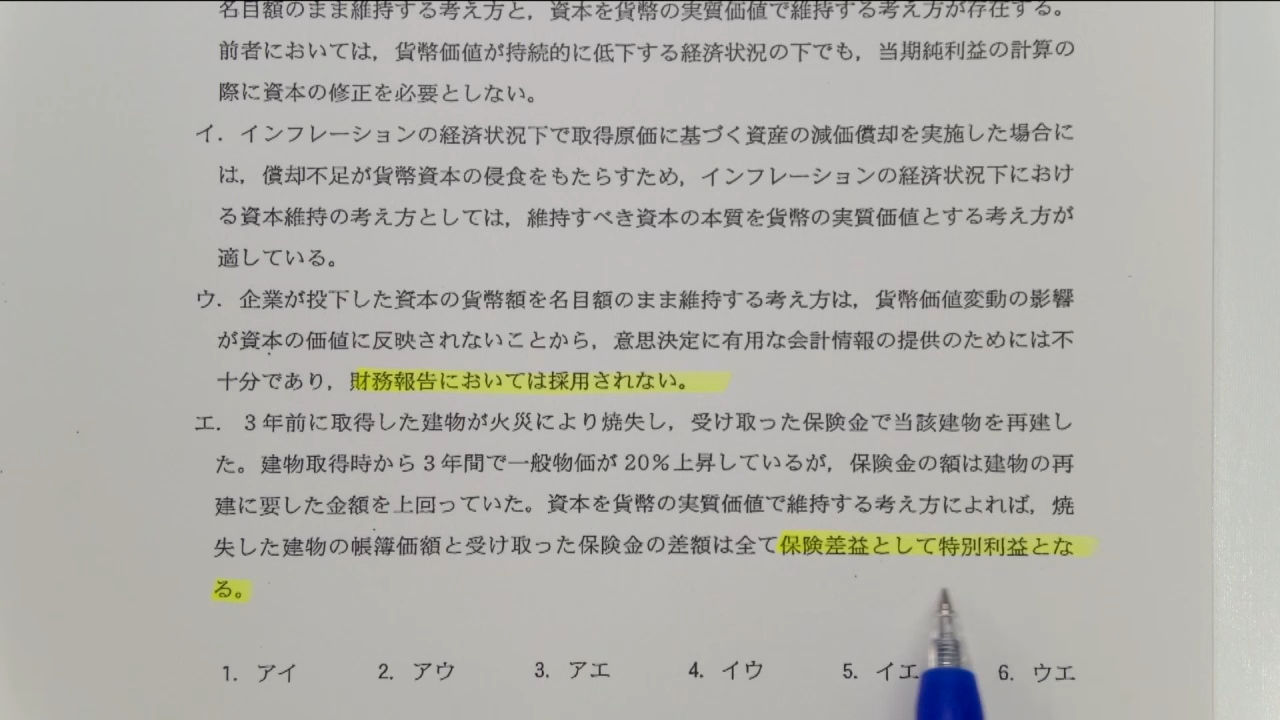 名目額のまま維持する考え方と，資本を貨幣の実質価値で維持する考え方が存在する。
前者においては，貨幣価値が持続的に低下する経済状況の下でも，当期純利益の計算の
際に資本の修正を必要としない。
イ．インフレーションの経済状況下で取得原価に基づく資産の減価償却を実施した場合に
は，償却不足が貨幣資本の侵食をもたらすため，インフレーションの経済状況下におけ
る資本維持の考え方としては，維持すべき資本の本質を貨幣の実質価値とする考え方が
適している。
ウ．企業が投下した資本の貨幣額を名目額のまま維持する考え方は，貨幣価値変動の影響
が資本の価値に反映されないことから，意思決定に有用な会計情報の提供のためには不
十分であり，財務報告においては採用されない。
エ．3年前に取得した建物が火災により焼失し，受け取った保険金で当該建物を再建し
た。建物取得時から3年間で一般物価が20％上昇しているが，保険金の額は建物の再
建に要した金額を上回っていた。資本を貨幣の実質価値で維持する考え方によれば，焼
失した建物の帳簿価額と受け取った保険金の差額は全て保険差益として特別利益とな
る。
1．アイ 2．アウ 3．アエ 4．イウ 5．イエ 6．ウエ